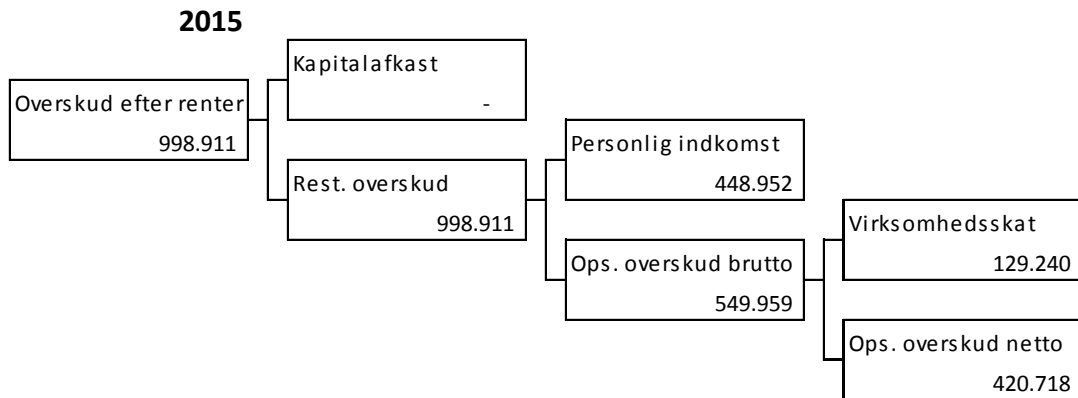 2015
Kapitalafkast
-
Overskud efter renter
998.911
Personlig indkomst
448.952
Rest. overskud
998.911
Virksomhedsskat
129.240
Ops. overskud brutto
549.959
Ops. overskud netto
420.718